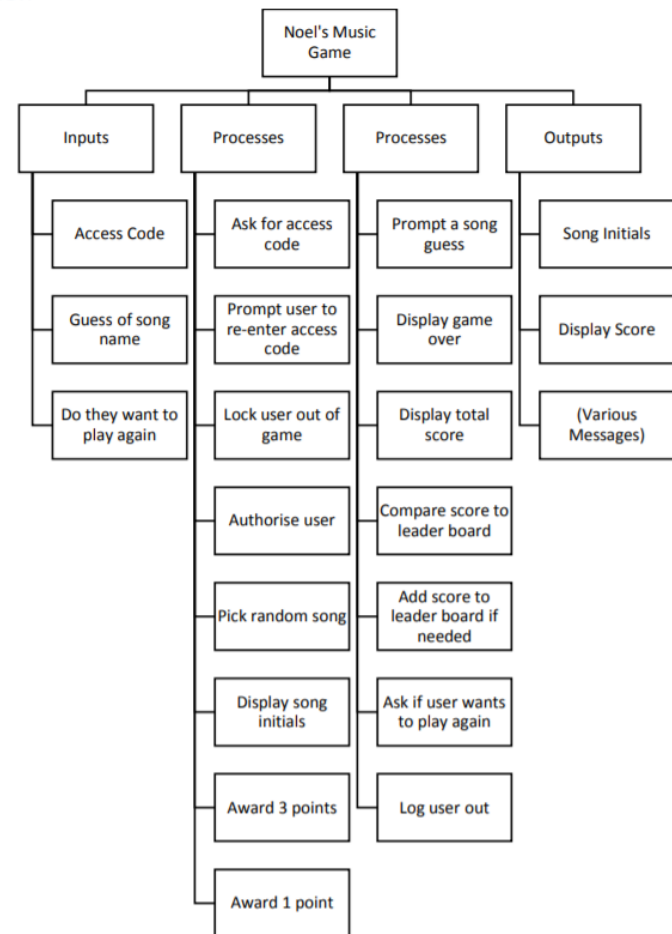 Noel's Music
Game
Inputs
Processes
Processes
Outputs
Access Code
Guess of song
name
Do they want to
play again
Ask for access
code
Prompt user to
re-enter access
code
Lock user out of
game
Authorise user
Pick random song
Display song
initials
Award 3 points
Award 1 point
Prompt a song
guess
Display game
over
Display total
score
Compare score to
leader board
Add score to
leader board if
needed
Ask if user wants
to play again
Log user out
Song Initials
Display Score
(Various
Messages)